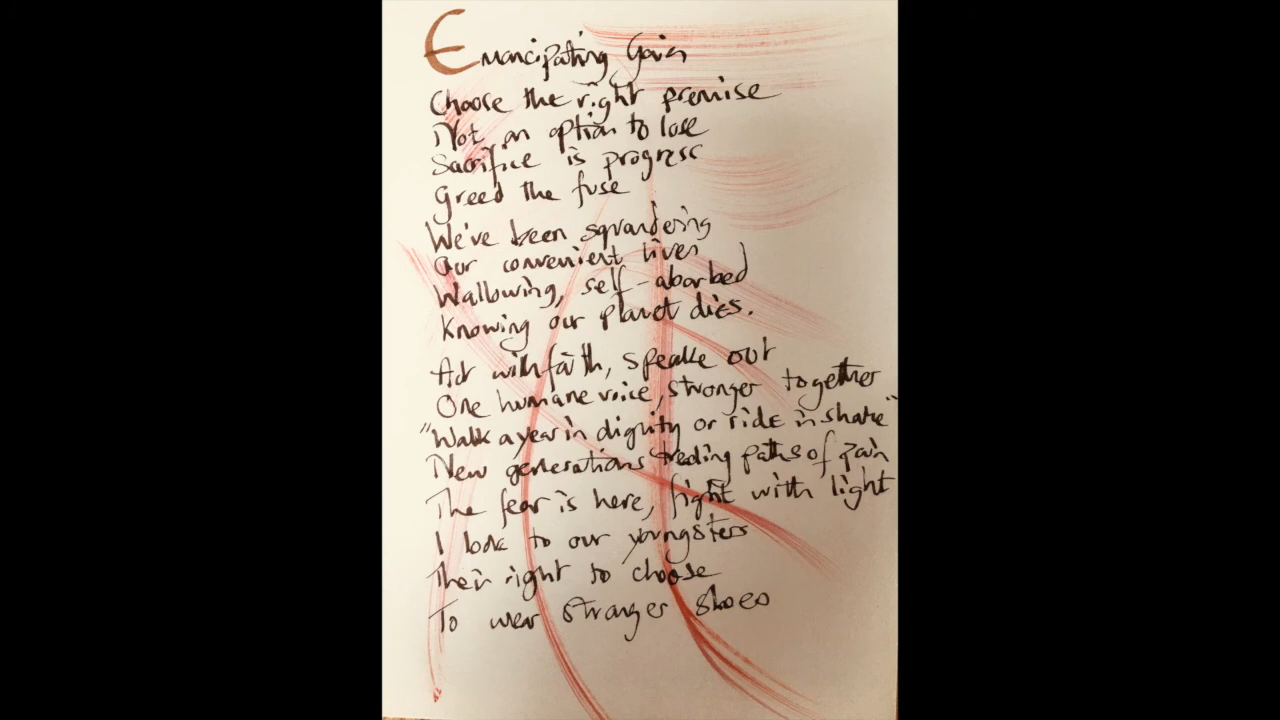 Emancipating Gain
Choose the right premise
Not an option to lose
Sacrifice is progress
Greed the fuse
We've been squandering
Our convenient lives
Wallowing, self-aborbed
Knowing our planet dies.
Act with faith, speake out
One humane voice, stronger together
"Walk a year in dignity or ride in shame"
New generations treding paths of pain
The fear is here, fight with light
I look to our youngsters
Their right to choose
To wear stranger shoes